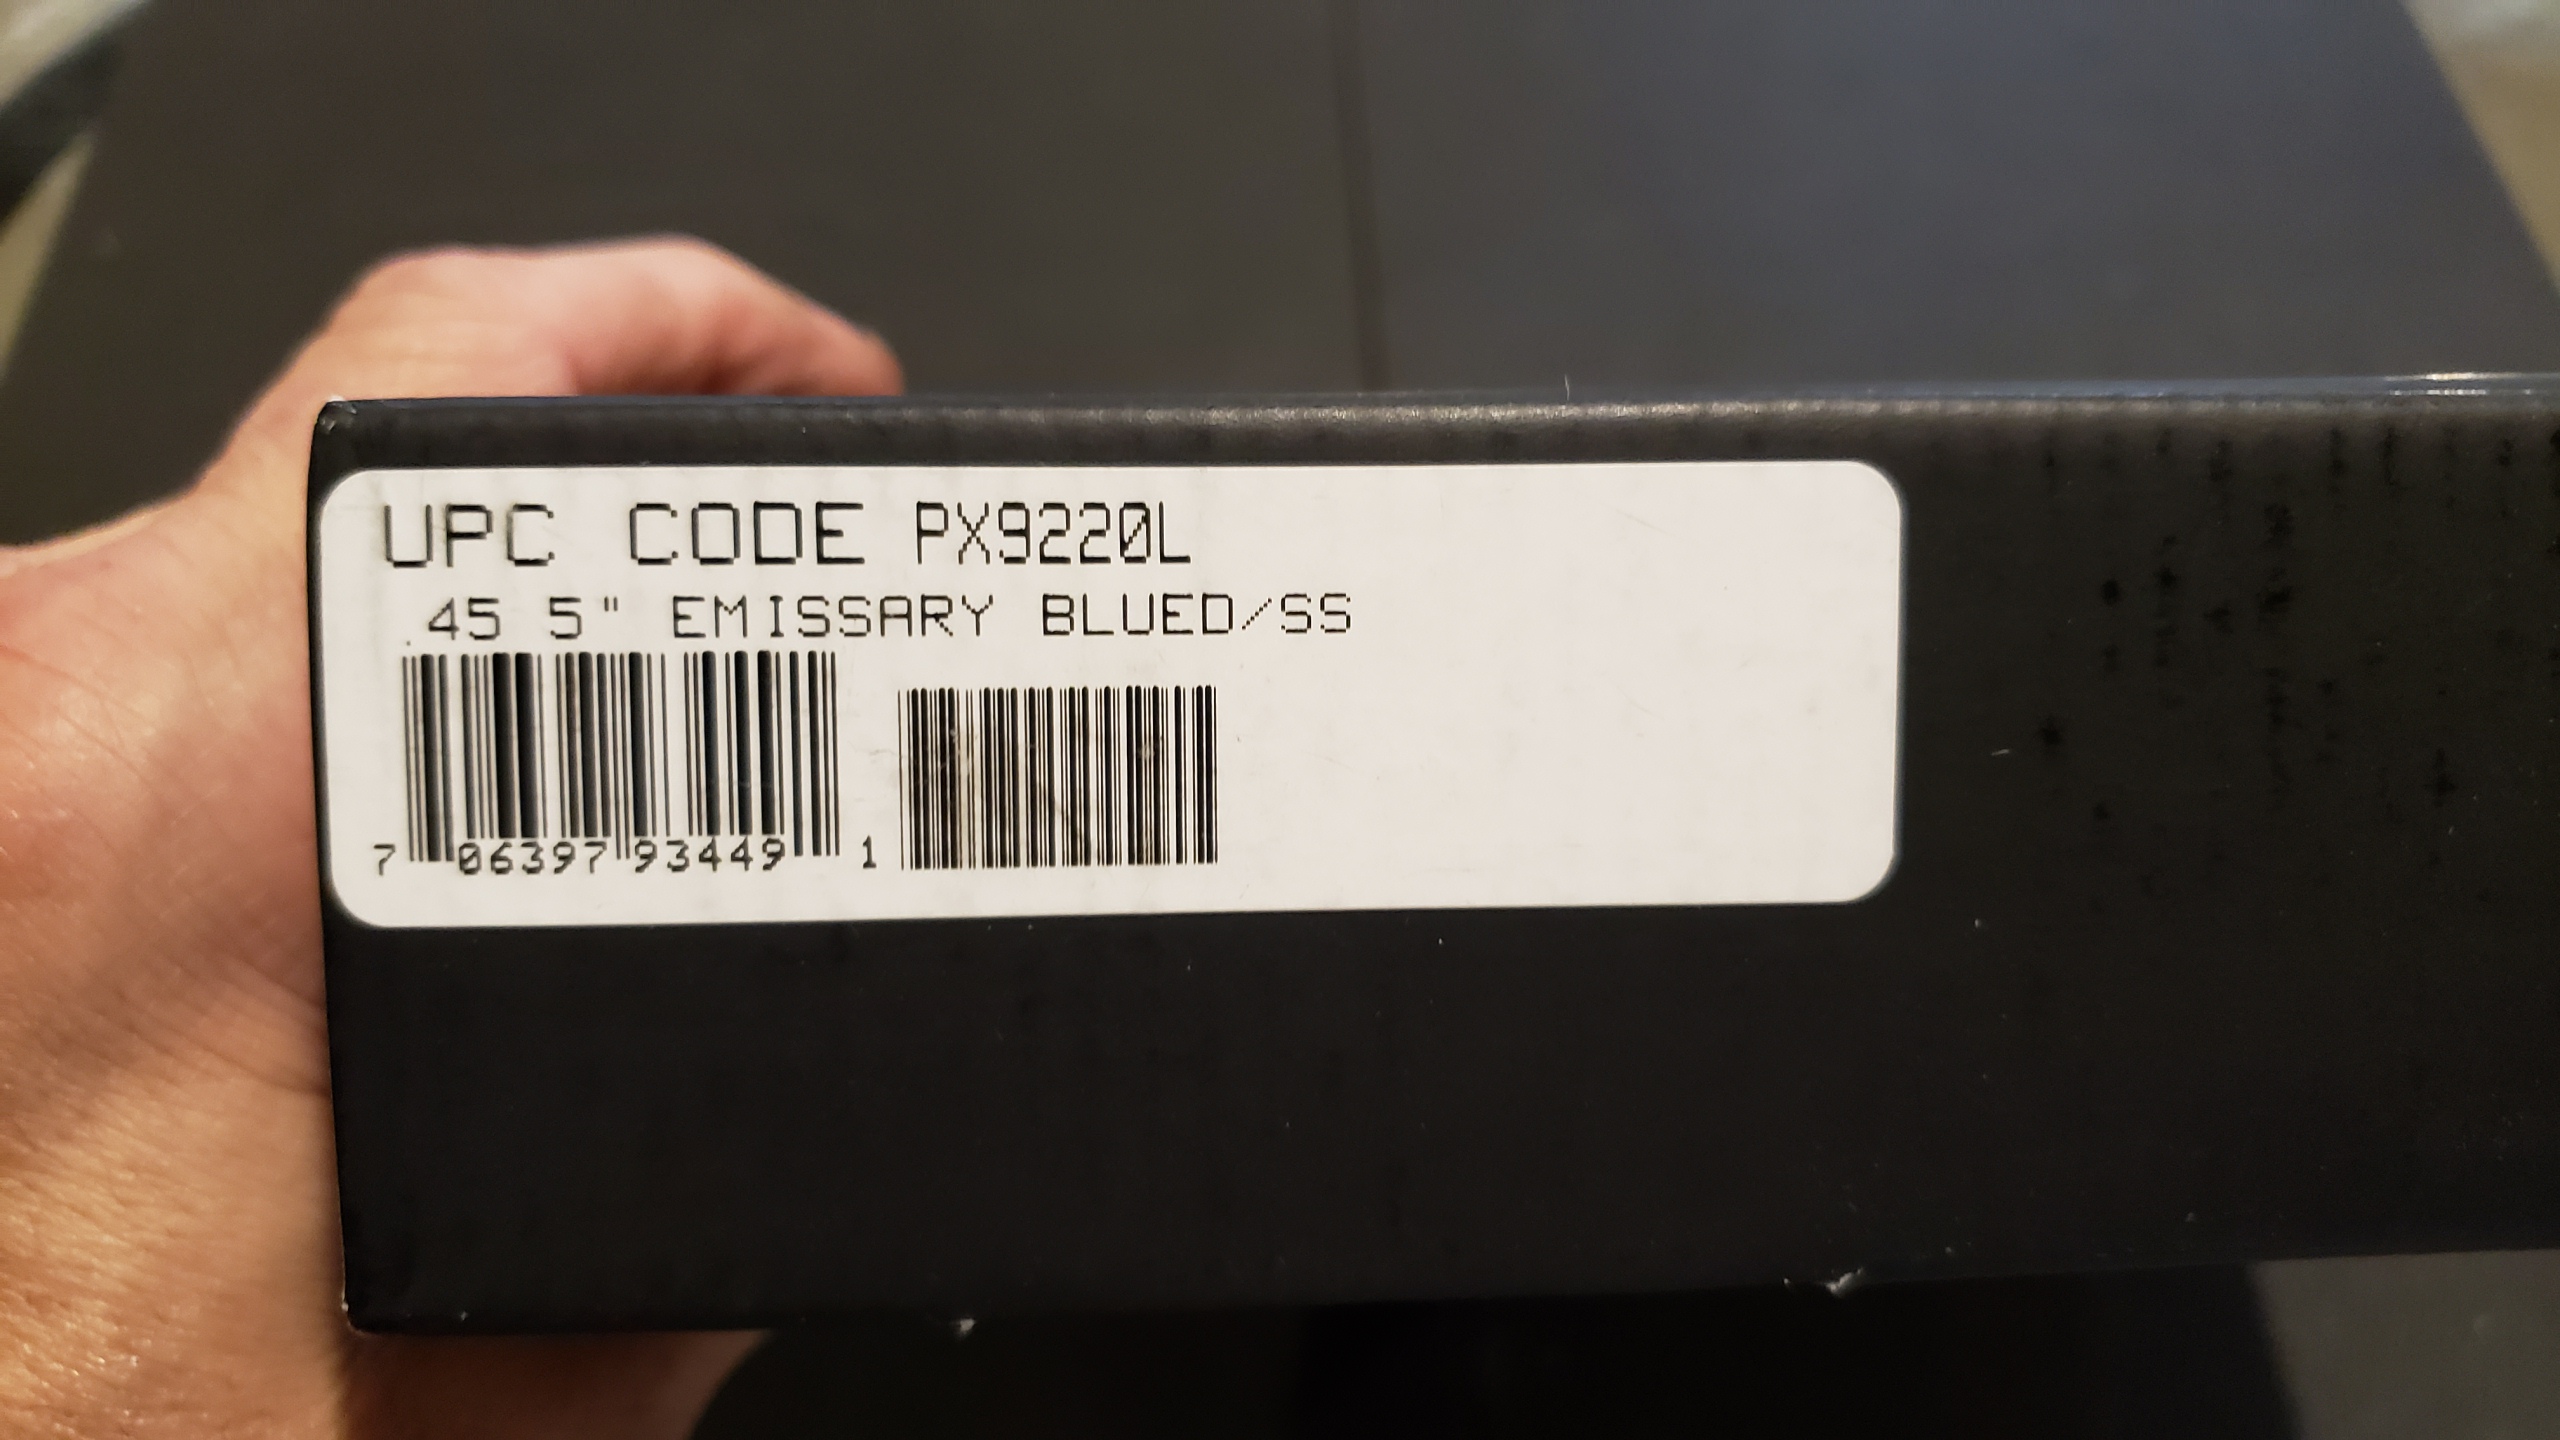 UPC CODE PX9220L
.45 5" EMISSARY BLUED/SS
7 06397 93449 1